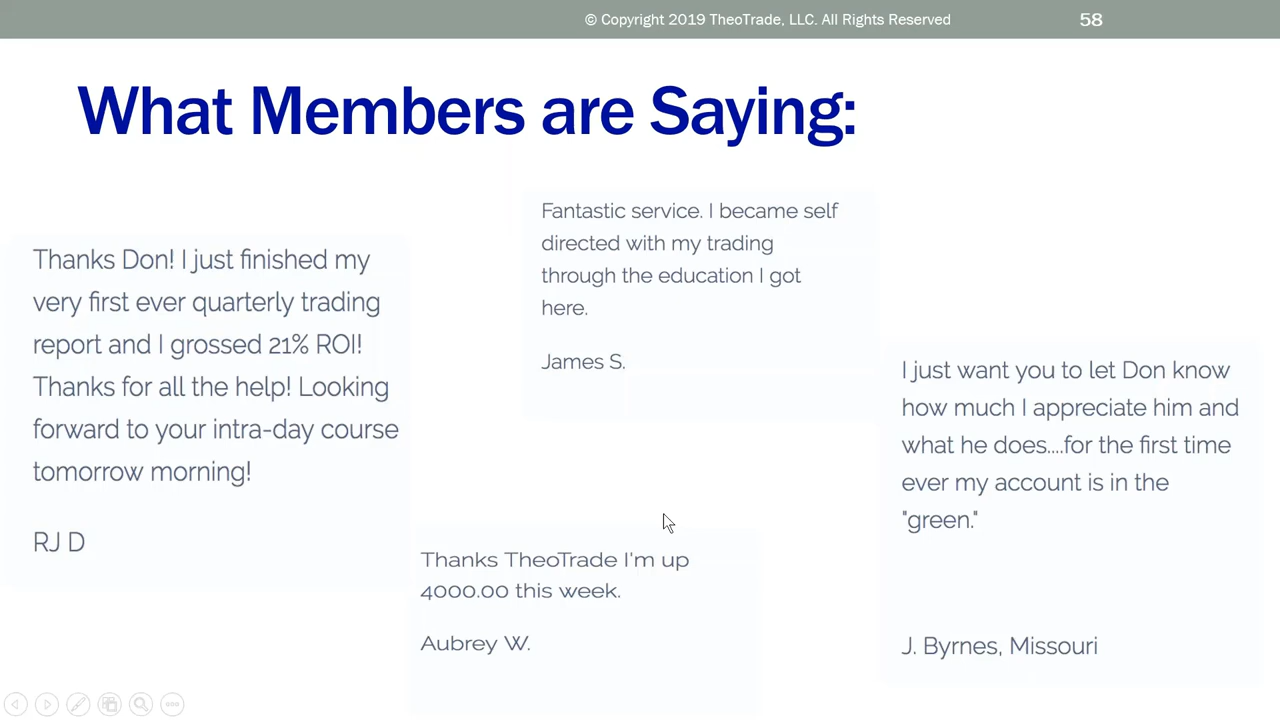 © Copyright 2019 TheoTrade, LLC. All Rights Reserved
58
What Members are Saying:
Thanks Don! I just finished my
very first ever quarterly trading
report and I grossed 21% ROI!
Thanks for all the help! Looking
forward to your intra-day course
tomorrow morning!
RJ D
Fantastic service. I became self
directed with my trading
through the education I got
here.
James S.
Thanks TheoTrade I'm up
4000.00 this week.
Aubrey W.
I just want you to let Don know
how much I appreciate him and
what he does....for the first time
ever my account is in the
"green."
J. Byrnes, Missouri